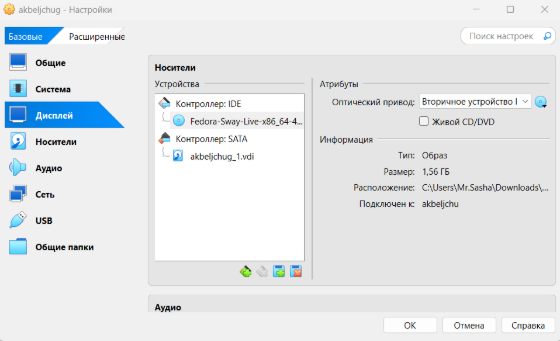 akbeljchug - Настройки
Базовые Расширенные
Поиск настроек
Общие
Система
Дисплей
Носители
Аудио
Сеть
USB
Общие папки
Носители
Устройства
Контроллер: IDE
Fedora-Sway-Live-x86_64-4...
Контроллер: SATA
akbeljchug_1.vdi
Атрибуты
Оптический привод: Вторичное устройство I
Живой CD/DVD
Информация
Тип: Образ
Размер: 1,56 ГБ
Расположение: C:\Users\Mr.Sasha\Downloads\...
Подключен к: akbeljchu
Аудио
ОК Отмена Справка